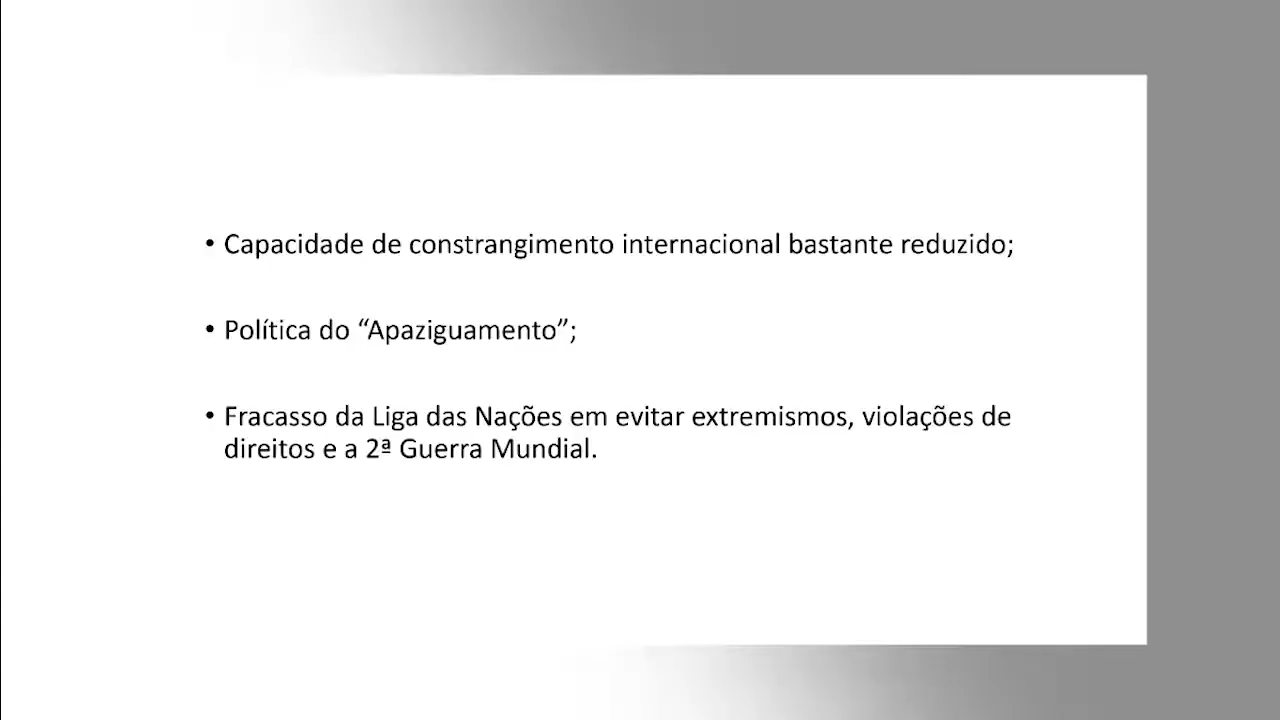 • Capacidade de constrangimento internacional bastante reduzido;
• Política do “Apaziguamento”;
• Fracasso da Liga das Nações em evitar extremismos, violações de
direitos e a 2ª Guerra Mundial.